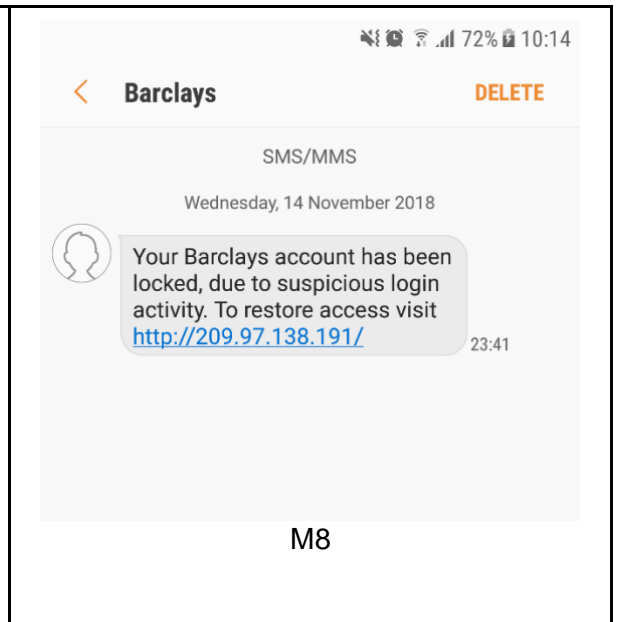 72% 10:14
Barclays DELETE
SMS/MMS
Wednesday, 14 November 2018
Your Barclays account has been
locked, due to suspicious login
activity. To restore access visit
http://209.97.138.191/ 23:41
M8